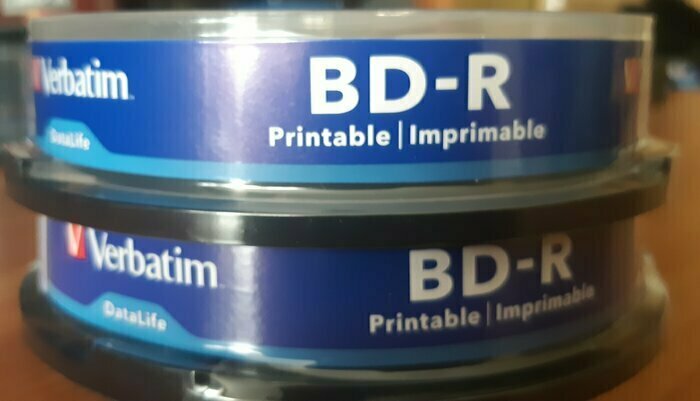 Verbatim
BD-R
Printable | Imprimable
DataLife
Verbatim
BD-R
Printable | Imprimable
DataLife